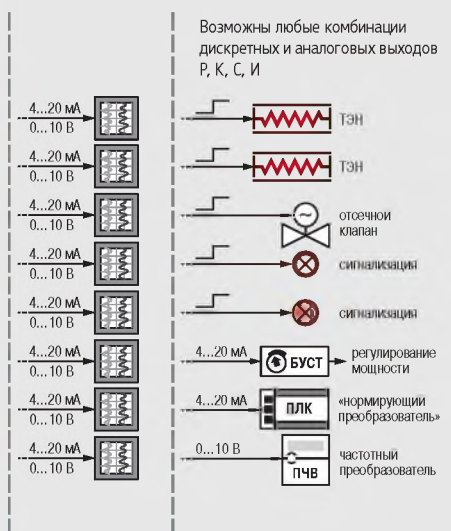 Возможны любые комбинации
дискретных и аналоговых выходов
Р, К, С, И
4...20 мА
0...10 В
ТЭН
4...20 мА
0...10 В
ТЭН
4...20 мА
0...10 В
отсечной
клапан
4...20 мА
0...10 В
сигнализация
4...20 мА
0...10 В
сигнализация
4...20 мА
0...10 В
4...20 мА
БУСТ
регулирование
мощности
4...20 мА
0...10 В
4...20 мА
ПЛК
«нормирующий
преобразователь»
4...20 мА
0...10 В
0...10 В
ПЧВ
частотный
преобразователь